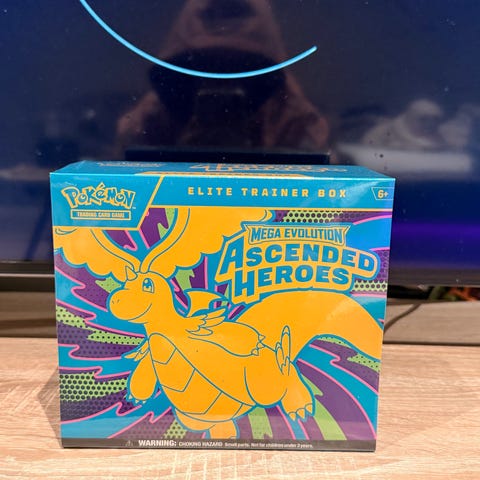 Pokémon
TRADING CARD GAME
ELITE TRAINER BOX
6+
MEGA EVOLUTION
ASCENDED
HEROES
WARNING: CHOKING HAZARD Small parts. Not for children under 3 years.